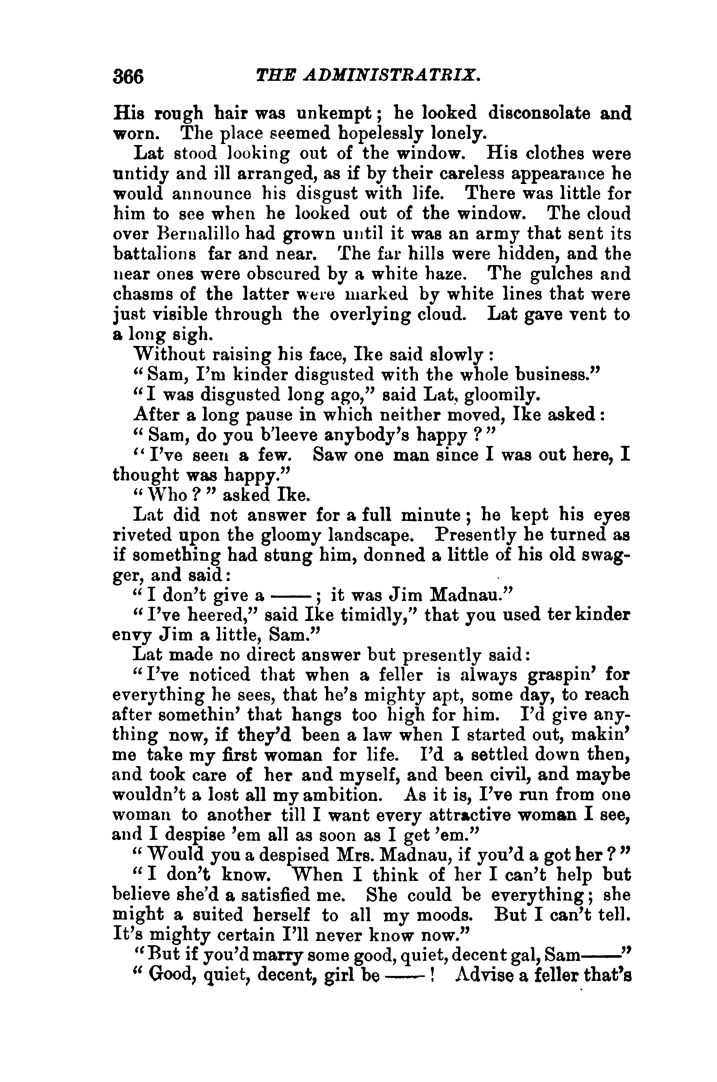 366 THE ADMINISTRATRIX.
His rough hair was unkempt; he looked disconsolate and
worn. The place seemed hopelessly lonely.
Lat stood looking out of the window. His clothes were
untidy and ill arranged, as if by their careless appearance he
would announce his disgust with life. There was little for
him to see when he looked out of the window. The cloud
over Bernalillo had grown until it was an army that sent its
battalions far and near. The far hills were hidden, and the
near ones were obscured by a white haze. The gulches and
chasms of the latter were marked by white lines that were
just visible through the overlying cloud. Lat gave vent to
a long sigh.
Without raising his face, Ike said slowly:
"Sam, I'm kinder disgusted with the whole business."
"I was disgusted long ago," said Lat, gloomily.
After a long pause in which neither moved, Ike asked:
"Sam, do you b'leeve anybody's happy?"
"I've seen a few. Saw one man since I was out here, I
thought was happy."
"Who?" asked Ike.
Lat did not answer for a full minute; he kept his eyes
riveted upon the gloomy landscape. Presently he turned as
if something had stung him, donned a little of his old swag-
ger, and said:
"I don't give a ——; it was Jim Madnau."
"I've heered," said Ike timidly," that you used ter kinder
envy Jim a little, Sam."
Lat made no direct answer but presently said:
"I've noticed that when a feller is always graspin' for
everything he sees, that he's mighty apt, some day, to reach
after somethin' that hangs too high for him. I'd give any-
thing now, if they'd been a law when I started out, makin'
me take my first woman for life. I'd a settled down then,
and took care of her and myself, and been civil, and maybe
wouldn't a lost all my ambition. As it is, I've run from one
woman to another till I want every attractive woman I see,
and I despise 'em all as soon as I get 'em."
"Would you a despised Mrs. Madnau, if you'd a got her?"
"I don't know. When I think of her I can't help but
believe she'd a satisfied me. She could be everything; she
might a suited herself to all my moods. But I can't tell.
It's mighty certain I'll never know now."
"But if you'd marry some good, quiet, decent gal, Sam——"
"Good, quiet, decent, girl be ——! Advise a feller that's